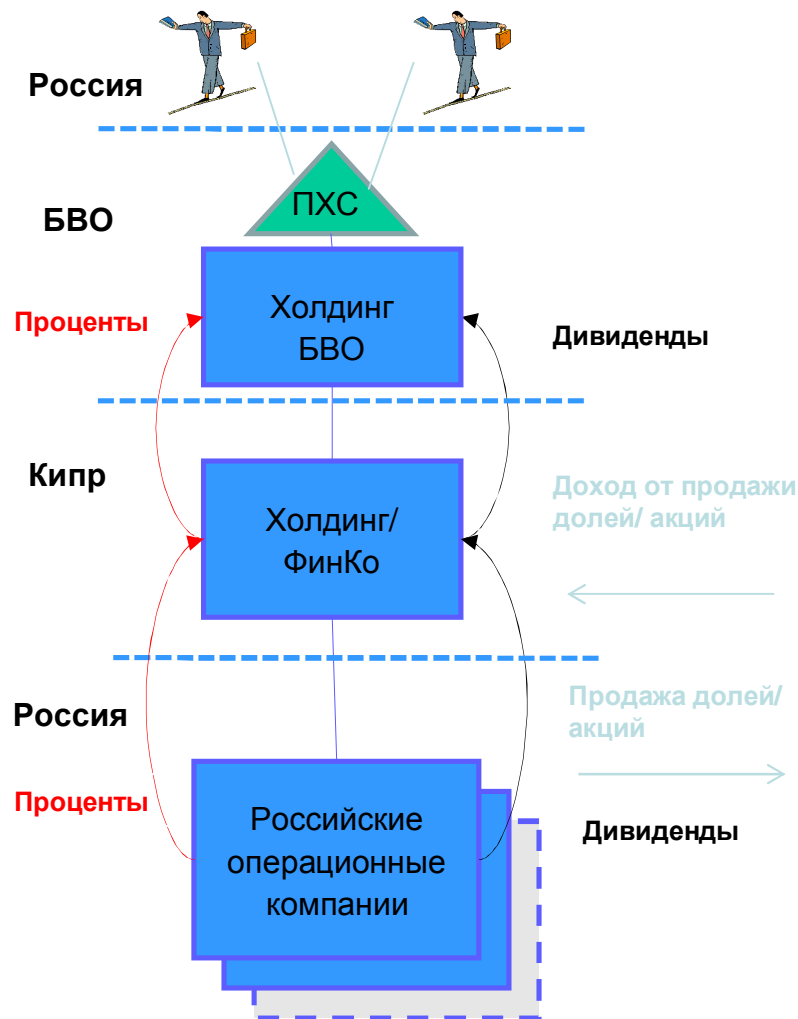 Россия
БВО
ПХС
Проценты
Холдинг
БВО
Дивиденды
Кипр
Холдинг/
ФинКо
Доход от продажи
долей/ акций
Россия
Продажа долей/
акций
Проценты
Российские
операционные
компании
Дивиденды